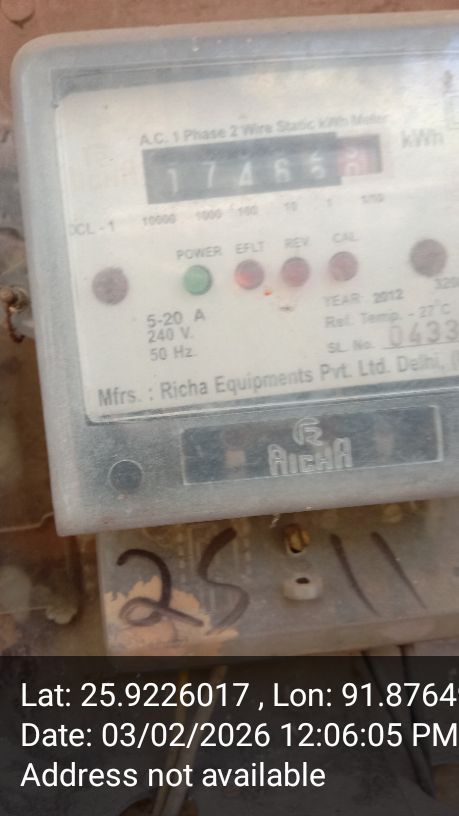 A.C. 1 Phase 2 Wire Static kWh Meter
kWh
1 7 4 6 6
CL - 1 10000 1000 100 10 1 1/10
POWER EFLT REV. CAL
320
5-20 A
YEAR 2012
240 V.
Ref. Temp. - 27°C
50 Hz.
SL. No. 0433
Mfrs. : Richa Equipments Pvt. Ltd. Delhi, (
RICHA
25 11
Lat: 25.9226017 , Lon: 91.8764
Date: 03/02/2026 12:06:05 PM
Address not available